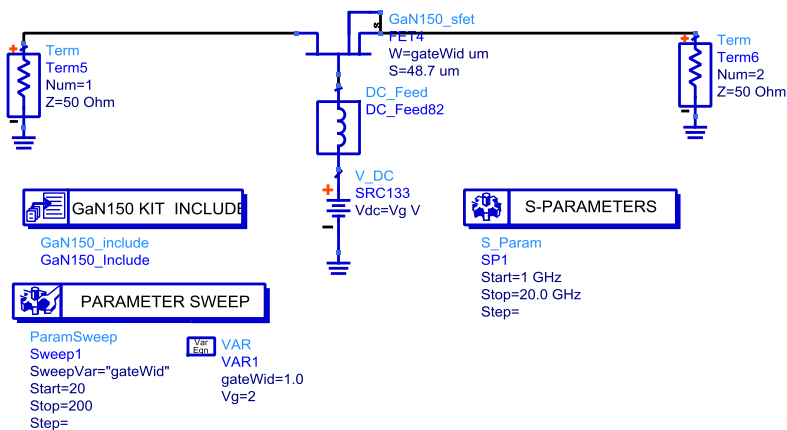 GaN150_sfet
FET4
W=gateWid um
S=48.7 um
s
Term
Term5
Num=1
Z=50 Ohm
Term
Term6
Num=2
Z=50 Ohm
DC_Feed
DC_Feed82
V_DC
SRC133
Vdc=Vg V
GaN150 KIT INCLUDE
GaN150_include
GaN150_Include
S-PARAMETERS
S_Param
SP1
Start=1 GHz
Stop=20.0 GHz
Step=
PARAMETER SWEEP
ParamSweep
Sweep1
SweepVar="gateWid"
Start=20
Stop=200
Step=
Var
Eqn
VAR
VAR1
gateWid=1.0
Vg=2